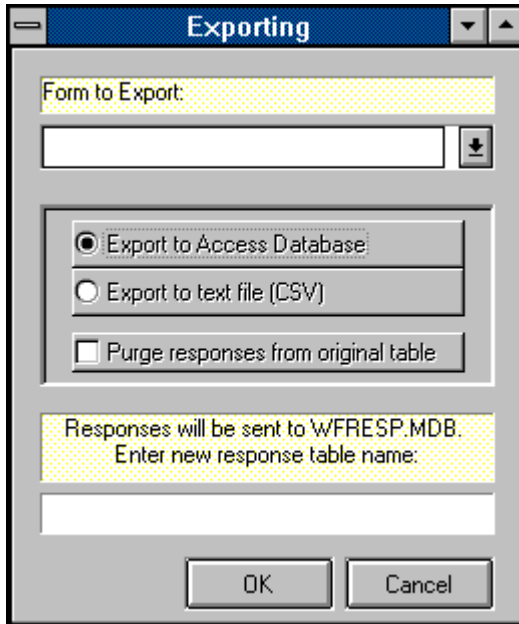 Exporting
Form to Export:
Export to Access Database
Export to text file (CSV)
Purge responses from original table
Responses will be sent to WFRESP.MDB.
Enter new response table name:
OK
Cancel